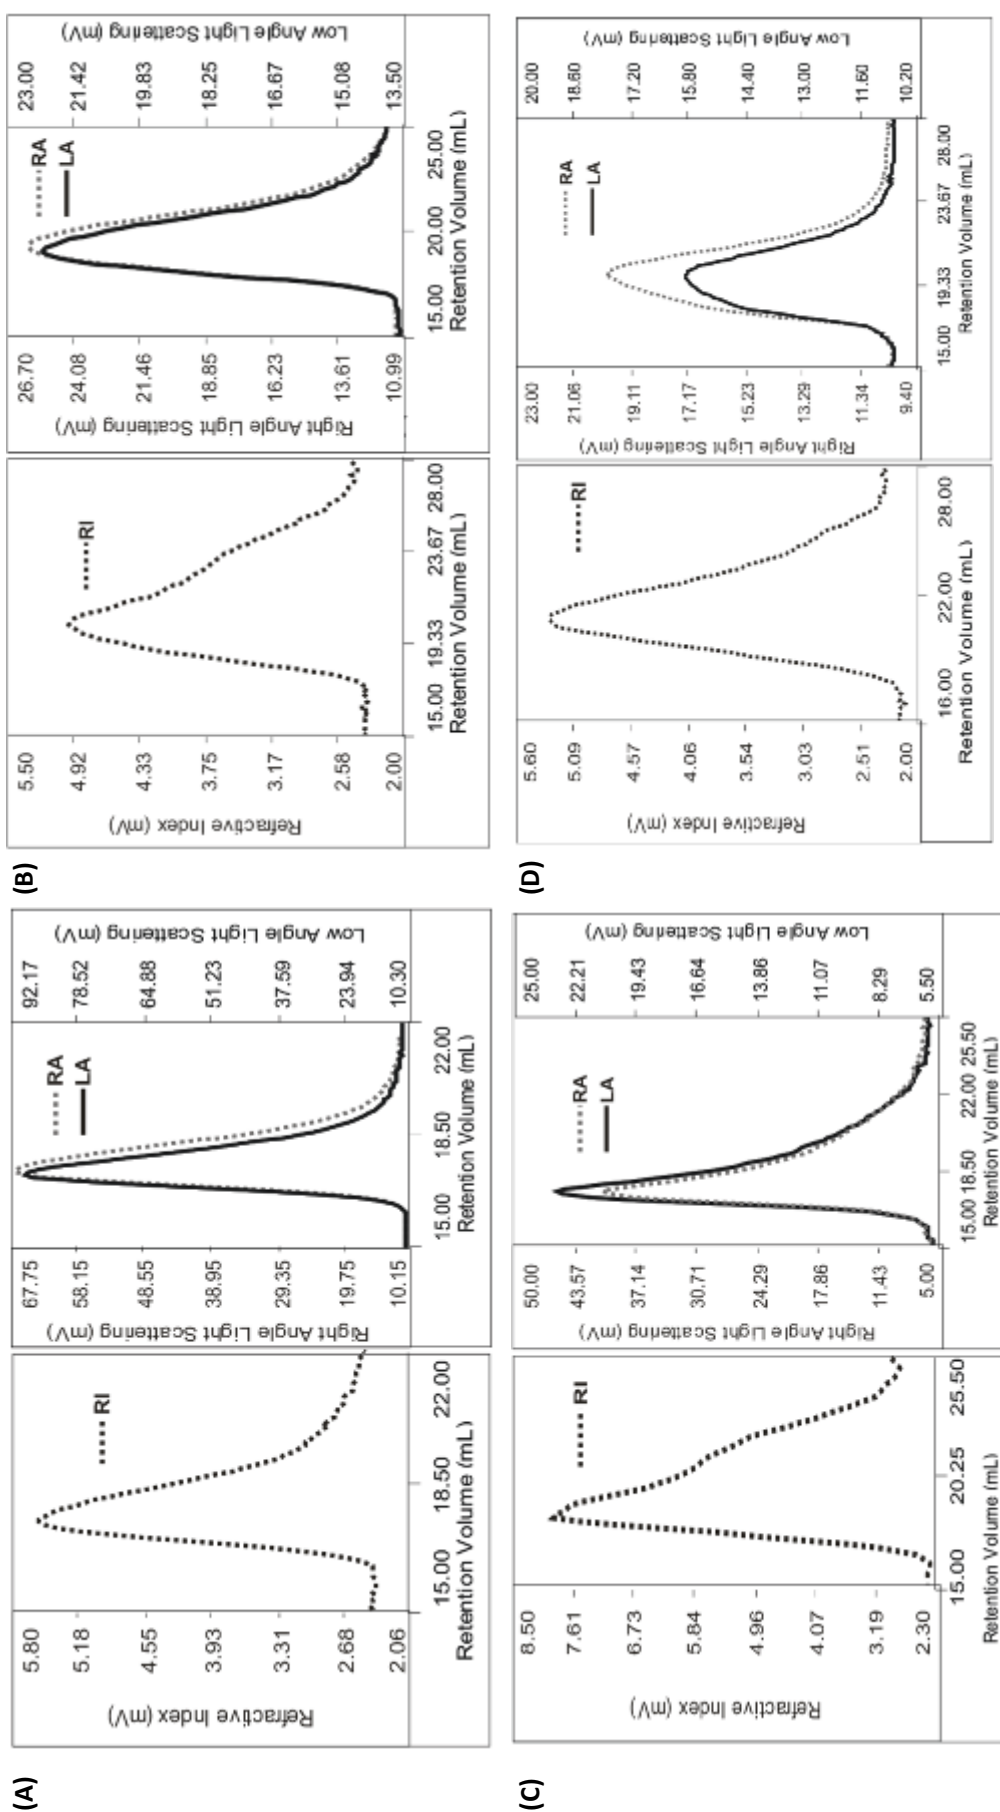 (A)
Refractive Index (mV)
5.80
5.18
4.55
3.93
3.31
2.68
2.06
RI
15.00 18.50 22.00
Retention Volume (mL)
Right Angle Light Scattering (mV)
67.75
58.15
48.55
38.95
29.35
19.75
10.15
RA
LA
15.00 18.50 22.00
Retention Volume (mL)
92.17
78.52
64.88
51.23
37.59
23.94
10.30
Low Angle Light Scattering (mV)
(B)
Refractive Index (mV)
5.50
4.92
4.33
3.75
3.17
2.58
2.00
RI
15.00 19.33 23.67 28.00
Retention Volume (mL)
Right Angle Light Scattering (mV)
26.70
24.08
21.46
18.85
16.23
13.61
10.99
RA
LA
15.00 20.00 25.00
Retention Volume (mL)
23.00
21.42
19.83
18.25
16.67
15.08
13.50
Low Angle Light Scattering (mV)
(C)
Refractive Index (mV)
8.50
7.61
6.73
5.84
4.96
4.07
3.19
2.30
RI
15.00 20.25 25.50
Retention Volume (mL)
Right Angle Light Scattering (mV)
50.00
43.57
37.14
30.71
24.29
17.86
11.43
5.00
RA
LA
15.00 18.50 22.00 25.50
Retention Volume (mL)
25.00
22.21
19.43
16.64
13.86
11.07
8.29
5.50
Low Angle Light Scattering (mV)
(D)
Refractive Index (mV)
5.60
5.09
4.57
4.06
3.54
3.03
2.51
2.00
RI
16.00 22.00 28.00
Retention Volume (mL)
Right Angle Light Scattering (mV)
23.00
21.06
19.11
17.17
15.23
13.29
11.34
9.40
RA
LA
15.00 19.33 23.67 28.00
Retention Volume (mL)
20.00
18.60
17.20
15.80
14.40
13.00
11.60
10.20
Low Angle Light Scattering (mV)